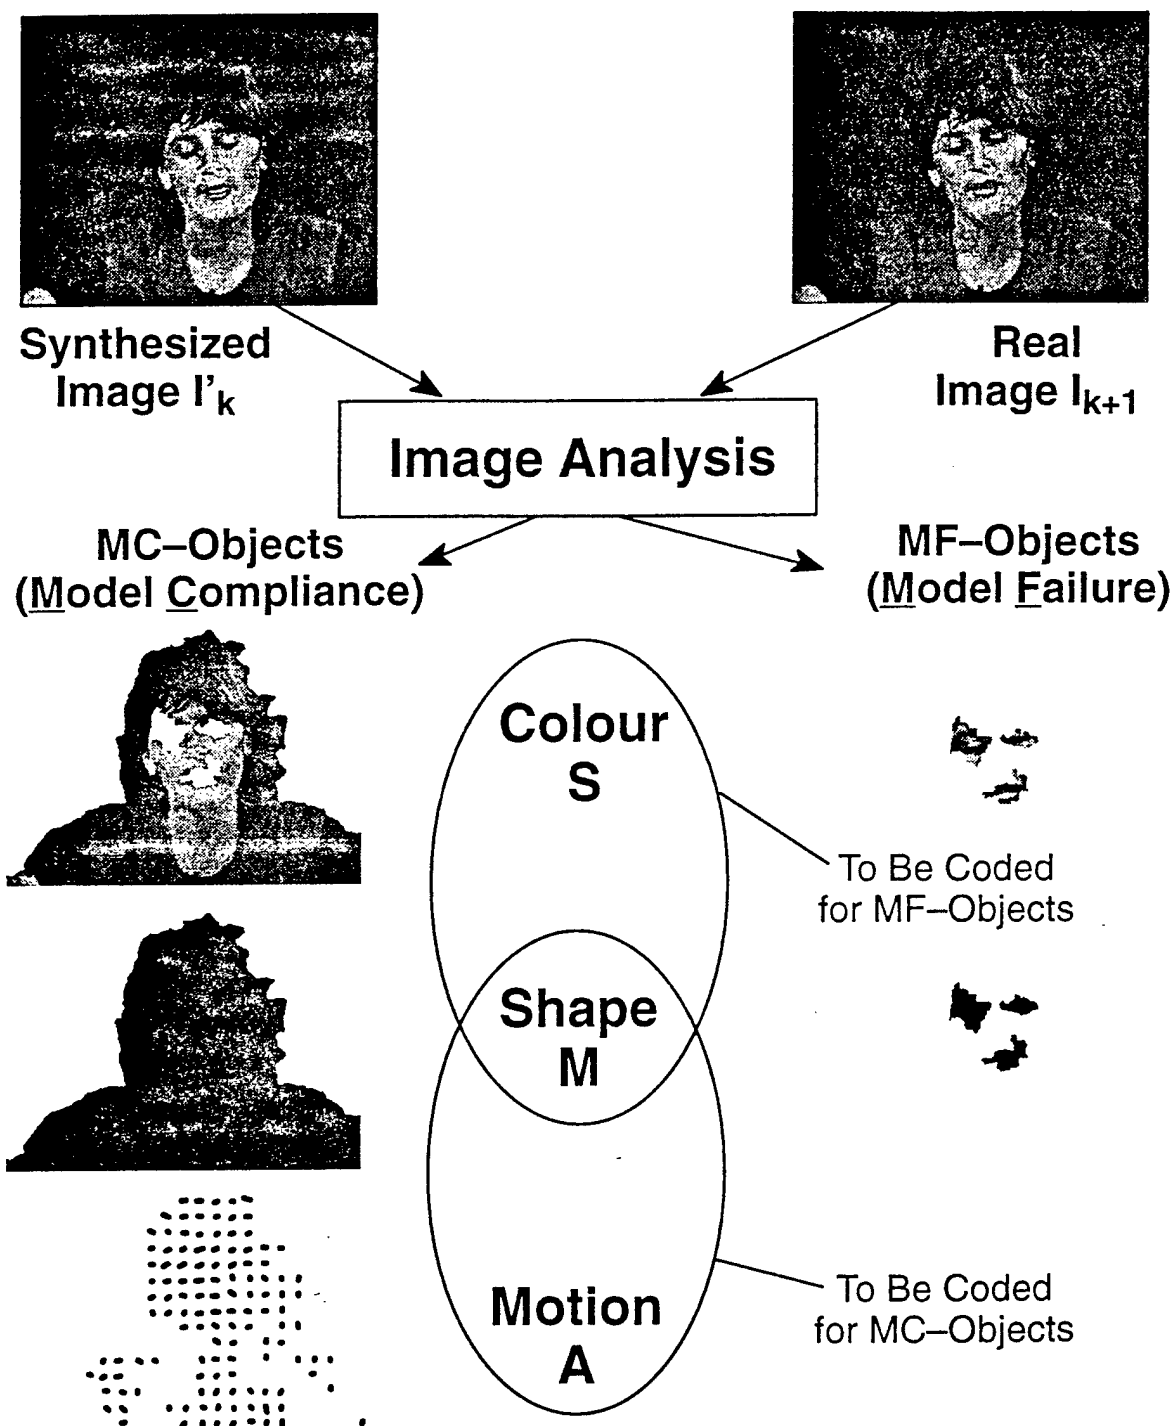 Synthesized
Image I'k
Real
Image Ik+1
Image Analysis
MC–Objects
(Model Compliance)
MF–Objects
(Model Failure)
Colour
S
To Be Coded
for MF–Objects
Shape
M
Motion
A
To Be Coded
for MC–Objects